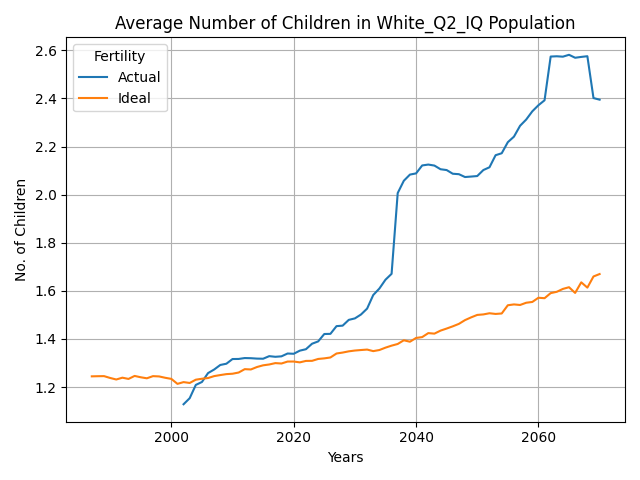 Average Number of Children in White_Q2_IQ Population
Fertility
Actual
Ideal
2.6
2.4
2.2
2.0
1.8
1.6
1.4
1.2
No. of Children
2000
2020
2040
2060
Years